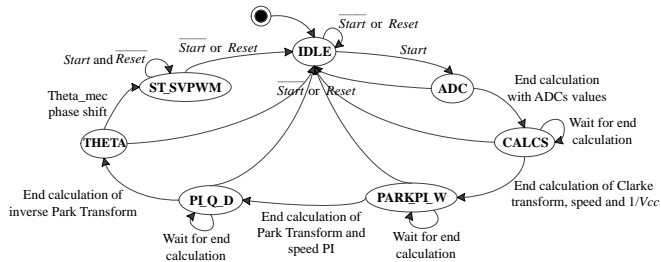 Start or Reset
Start or Reset
IDLE
Start
Start and Reset
ST_SVPWM
Start or Reset
ADC
End calculation
with ADCs values
Theta_mec
phase shift
Wait for end
calculation
THETA
CALCS
End calculation of
inverse Park Transform
PI_Q_D
End calculation of
Park Transform and
speed PI
PARKPI_W
End calculation of Clarke
transform, speed and 1/Vcc
Wait for end
calculation
Wait for end
calculation